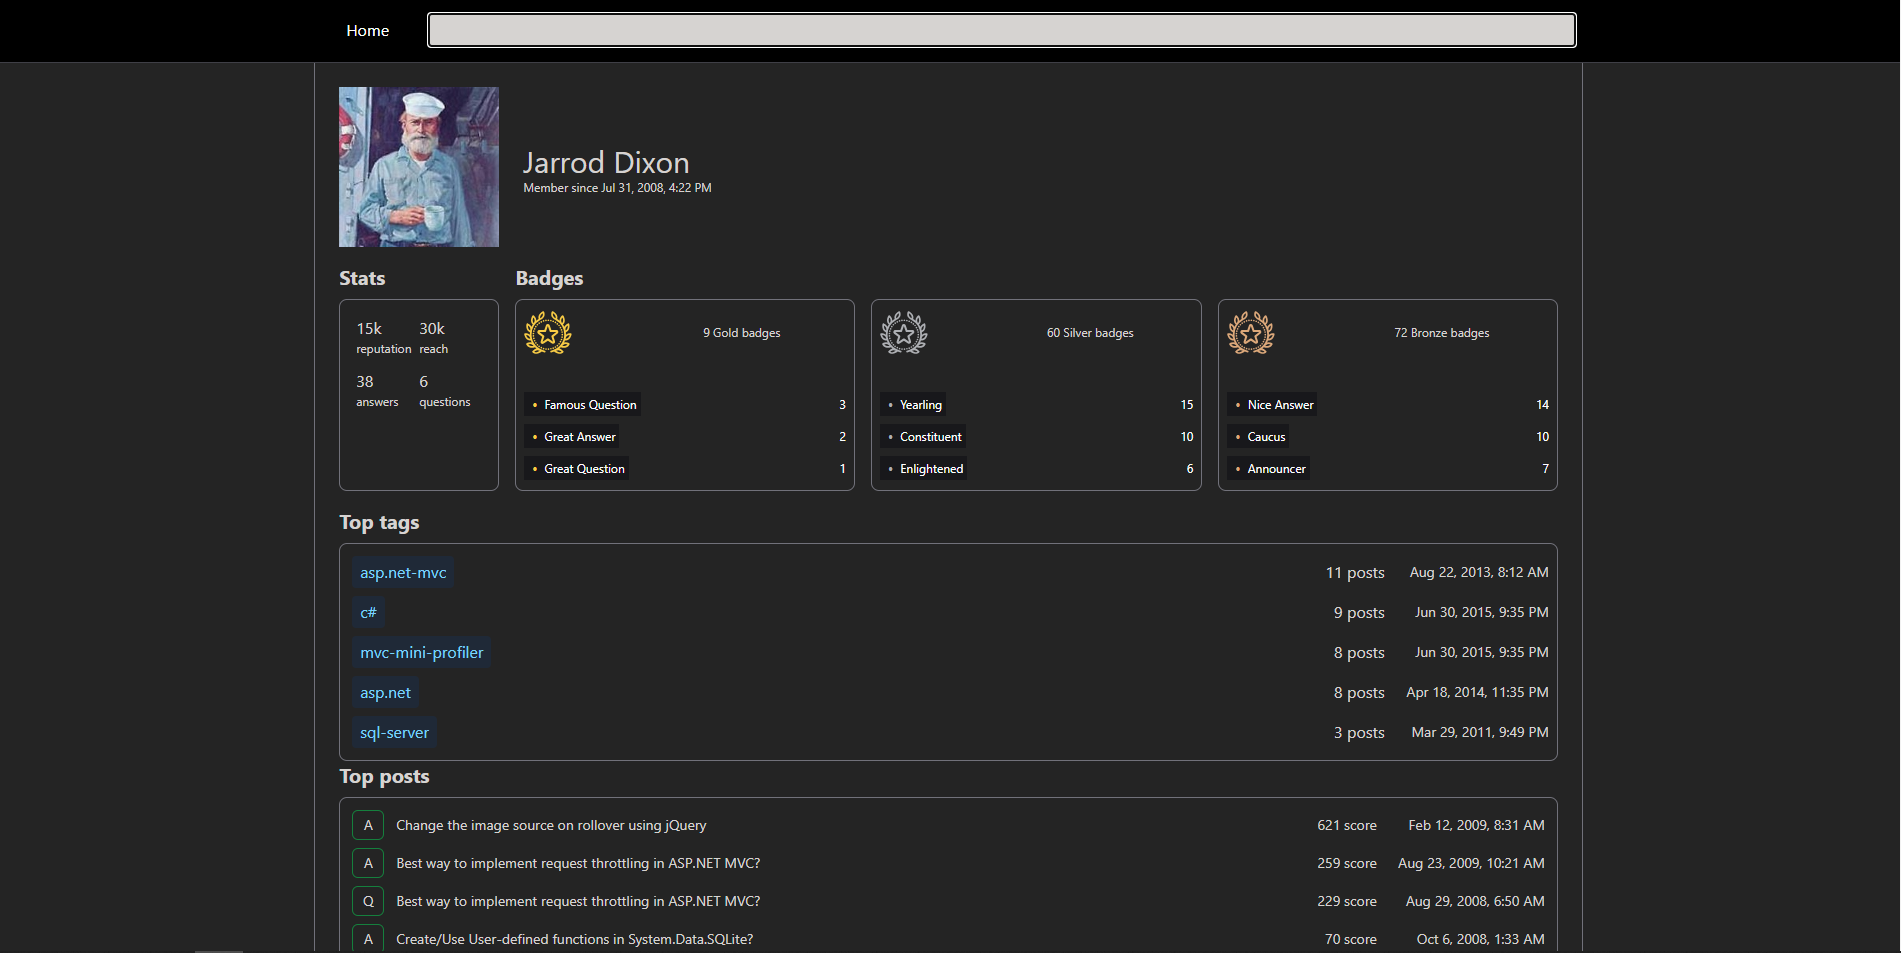 Home
Jarrod Dixon
Member since Jul 31, 2008, 4:22 PM
Stats
15k 30k
reputation reach
38 6
answers questions
Badges
9 Gold badges
• Famous Question 3
• Great Answer 2
• Great Question 1
60 Silver badges
• Yearling 15
• Constituent 10
• Enlightened 6
72 Bronze badges
• Nice Answer 14
• Caucus 10
• Announcer 7
Top tags
asp.net-mvc 11 posts Aug 22, 2013, 8:12 AM
c# 9 posts Jun 30, 2015, 9:35 PM
mvc-mini-profiler 8 posts Jun 30, 2015, 9:35 PM
asp.net 8 posts Apr 18, 2014, 11:35 PM
sql-server 3 posts Mar 29, 2011, 9:49 PM
Top posts
A Change the image source on rollover using jQuery 621 score Feb 12, 2009, 8:31 AM
A Best way to implement request throttling in ASP.NET MVC? 259 score Aug 23, 2009, 10:21 AM
Q Best way to implement request throttling in ASP.NET MVC? 229 score Aug 29, 2008, 6:50 AM
A Create/Use User-defined functions in System.Data.SQLite? 70 score Oct 6, 2008, 1:33 AM